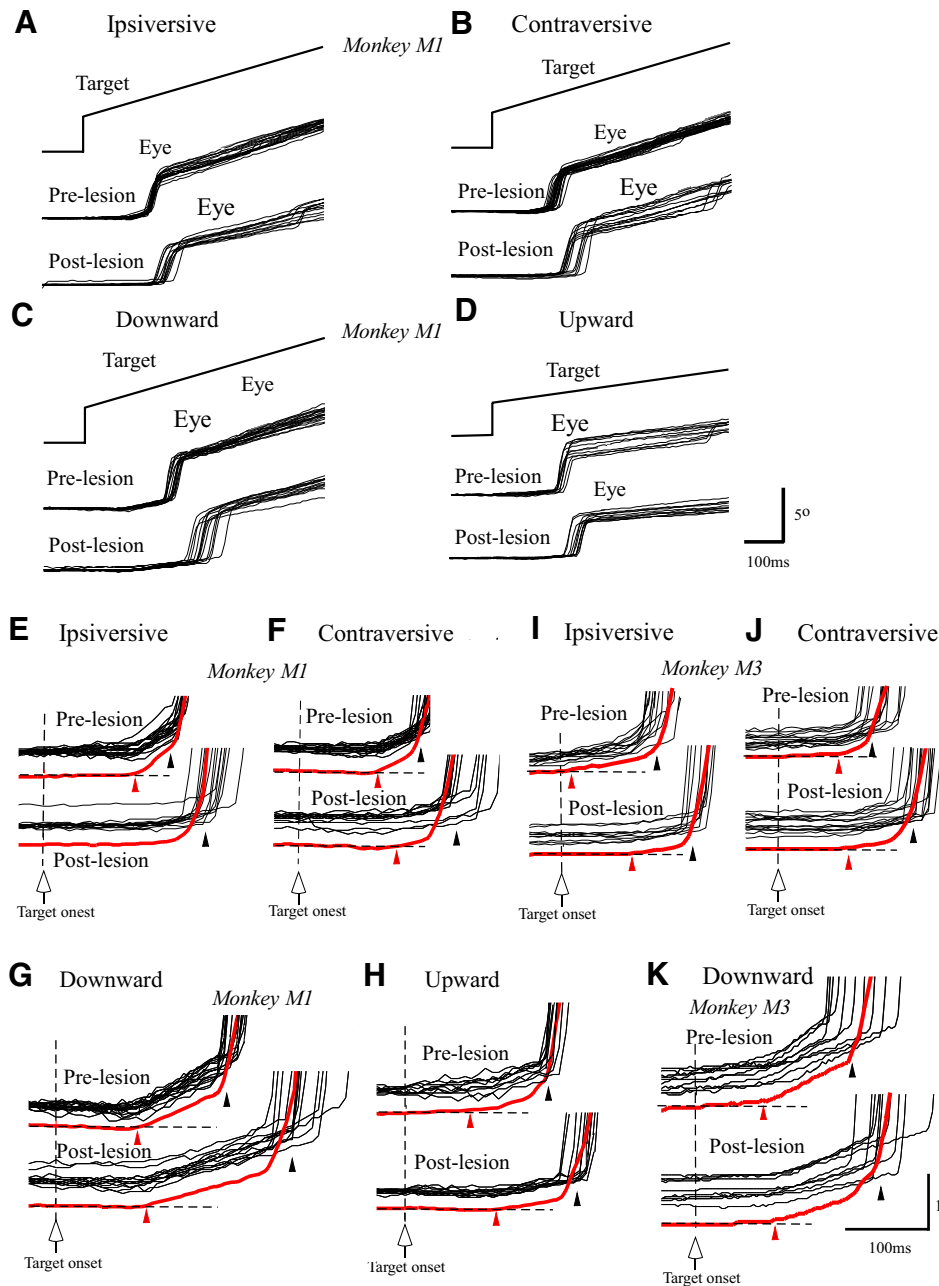 A Ipsiversive
Monkey M1
Target
Eye
Pre-lesion
Eye
Post-lesion
B Contraversive
Target
Eye
Pre-lesion
Eye
Post-lesion
C Downward
Monkey M1
Target
Eye
Eye
Pre-lesion
Post-lesion
D Upward
Target
Eye
Pre-lesion
Eye
Post-lesion
5º
100ms
E Ipsiversive
Monkey M1
Pre-lesion
Post-lesion
Target onest
F Contraversive
Pre-lesion
Post-lesion
Target onset
I Ipsiversive
Monkey M3
Pre-lesion
Post-lesion
Target onset
J Contraversive
Pre-lesion
Post-lesion
Target onset
G Downward
Monkey M1
Pre-lesion
Post-lesion
Target onset
H Upward
Pre-lesion
Post-lesion
Target onset
K Downward
Monkey M3
Pre-lesion
Post-lesion
100ms
Target onset